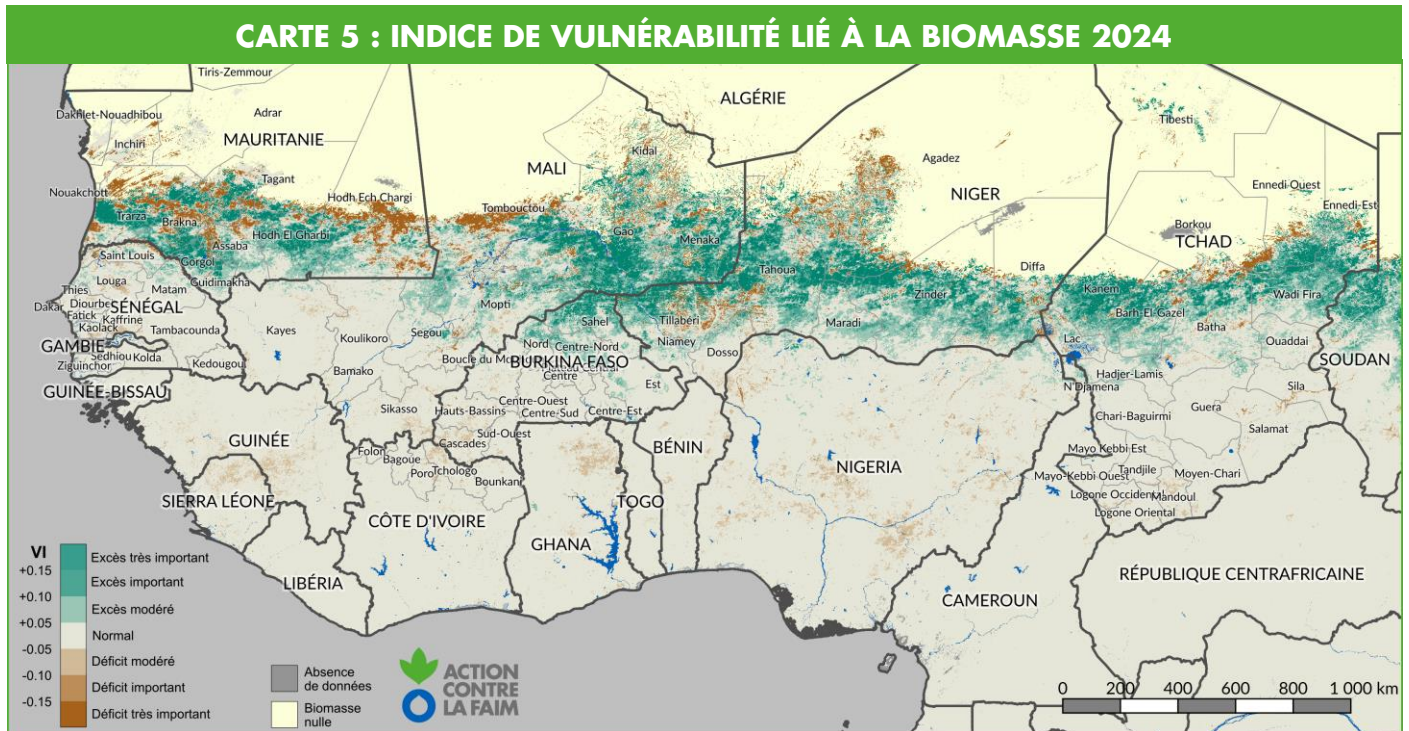 CARTE 5 : INDICE DE VULNÉRABILITÉ LIÉ À LA BIOMASSE 2024
Tiris-Zemmour
ALGÉRIE
Dakhlet-Nouadhibou
Adrar
Tibesti
Inchiri
MAURITANIE
Kidal
Agadez
MALI
Tagant
NIGER
Ennedi-Ouest
Nouakchott
Hodh Ech Chargi
Tombouctou
Ennedi-Est
Trarza
Brakna
Borkou
Hodh El Gharbi
Gao
Menaka
TCHAD
Assaba
Saint Louis
Gorgol
Tahoua
Diffa
Guidimakha
Louga
Thies
Matam
Kanem
Zinder
Wadi Fira
Dakar
Diourbel
SÉNÉGAL
Mopti
Fatick
Kaffrine
Sahel
Tillabéri
Maradi
Barh-El-Gazel
Kaolack
Tambacounda
Kayes
Koulikoro
Segou
Batha
GAMBIE
Nord
Centre-Nord
Niamey
Lac
Ouaddai
Sedhiou
Kolda
Kedougou
Boucle du Mo
BURKINA FASO
Dosso
SOUDAN
Ziguinchor
Bamako
Centre
Hadjer-Lamis
GUINÉE-BISSAU
Est
N'Djamena
Sila
Centre-Ouest
Sikasso
Hauts-Bassins
Centre-Sud
Centre-Est
Chari-Baguirmi
Guera
GUINÉE
Sud-Ouest
BÉNIN
Salamat
Cascades
Folon
Mayo Kebbi Est
Bagoue
Poro
Tchologo
NIGERIA
Bounkani
Mayo-Kebbi Ouest
Tandjile
Moyen-Chari
SIERRA LÉONE
TOGO
Logone Occident
Mandoul
CÔTE D'IVOIRE
Logone Oriental
GHANA
LIBÉRIA
RÉPUBLIQUE CENTRAFRICAINE
CAMEROUN
VI
+0.15
+0.10
+0.05
-0.05
-0.10
-0.15
Excès très important
Excès important
Excès modéré
Normal
Déficit modéré
Déficit important
Déficit très important
Absence
de données
Biomasse
nulle
ACTION
CONTRE
LA FAIM
0 200 400 600 800 1 000 km